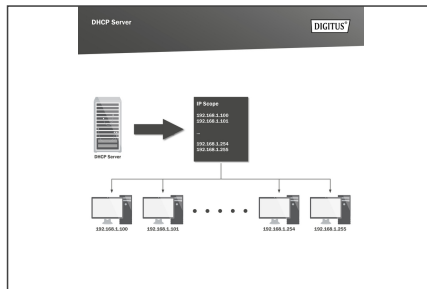 DHCP Server
DIGITUS®
IP Scope
192.168.1.100
192.168.1.101
...
192.168.1.254
192.168.1.255
DHCP Server
192.168.1.100
192.168.1.101
192.168.1.254
192.168.1.255